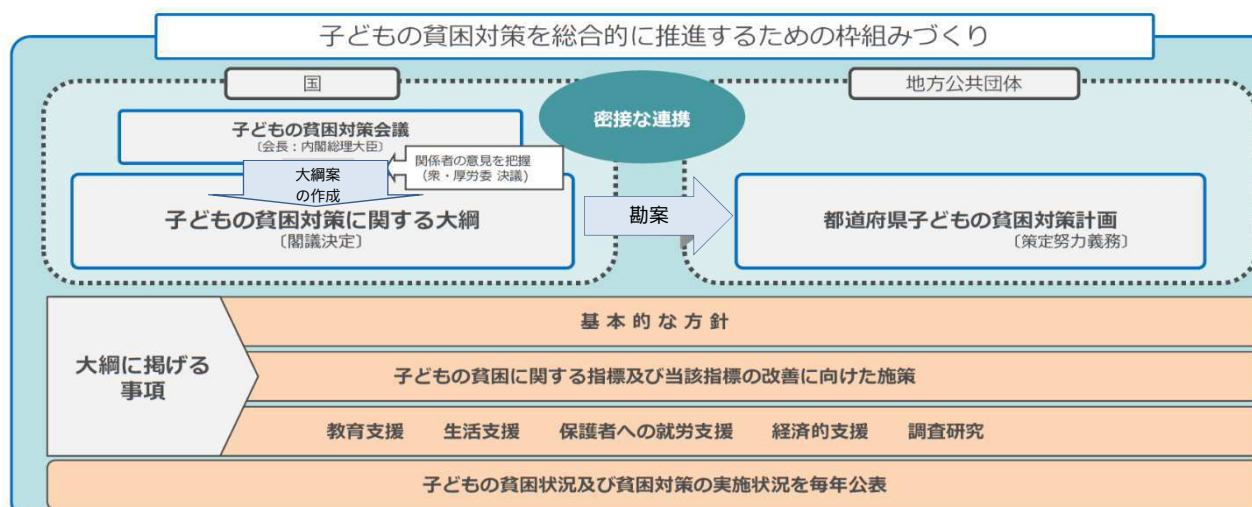 子どもの貧困対策を総合的に推進するための枠組みづくり
国
地方公共団体
密接な連携
子どもの貧困対策会議
〔会長：内閣総理大臣〕
関係者の意見を把握
(衆・厚労委 決議)
大綱案
の作成
子どもの貧困対策に関する大綱
〔閣議決定〕
勘案
都道府県子どもの貧困対策計画
〔策定努力義務〕
大綱に掲げる
事項
基本的な方針
子どもの貧困に関する指標及び当該指標の改善に向けた施策
教育支援 生活支援 保護者への就労支援 経済的支援 調査研究
子どもの貧困状況及び貧困対策の実施状況を毎年公表